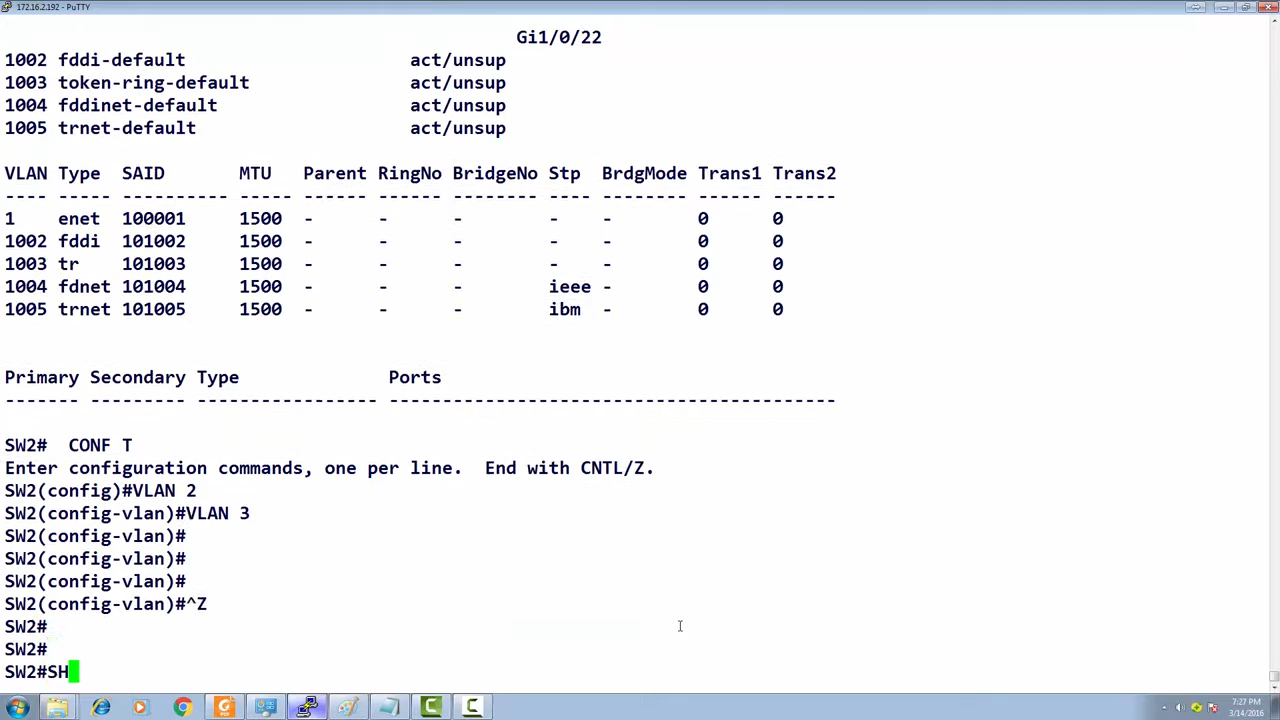 172.16.2.192 - PuTTY
Gi1/0/22
1002 fddi-default                     act/unsup
1003 token-ring-default               act/unsup
1004 fddinet-default                  act/unsup
1005 trnet-default                    act/unsup
VLAN Type  SAID       MTU   Parent RingNo BridgeNo Stp  BrdgMode Trans1 Trans2
---- ----- ---------- ----- ------ ------ -------- ---- -------- ------ ------
1    enet  100001     1500  -      -      -        -    -        0      0
1002 fddi  101002     1500  -      -      -        -    -        0      0
1003 tr    101003     1500  -      -      -        -    -        0      0
1004 fdnet 101004     1500  -      -      -        ieee -        0      0
1005 trnet 101005     1500  -      -      -        ibm  -        0      0
Primary Secondary Type              Ports
------- --------- ----------------- ------------------------------------------
SW2#  CONF T
Enter configuration commands, one per line.  End with CNTL/Z.
SW2(config)#VLAN 2
SW2(config-vlan)#VLAN 3
SW2(config-vlan)#
SW2(config-vlan)#
SW2(config-vlan)#
SW2(config-vlan)#^Z
SW2#
SW2#
SW2#SH
7:27 PM
3/14/2016